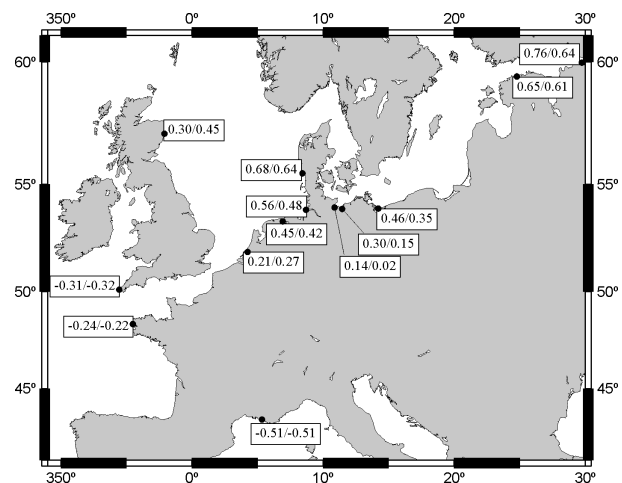 350º 0º 10º 20º 30º
0.76/0.64
60º 60º
0.65/0.61
0.30/0.45
0.68/0.64
55º 55º
0.56/0.48
0.46/0.35
0.45/0.42
0.30/0.15
0.21/0.27
0.14/0.02
-0.31/-0.32
50º 50º
-0.24/-0.22
45º 45º
-0.51/-0.51
350º 0º 10º 20º 30º